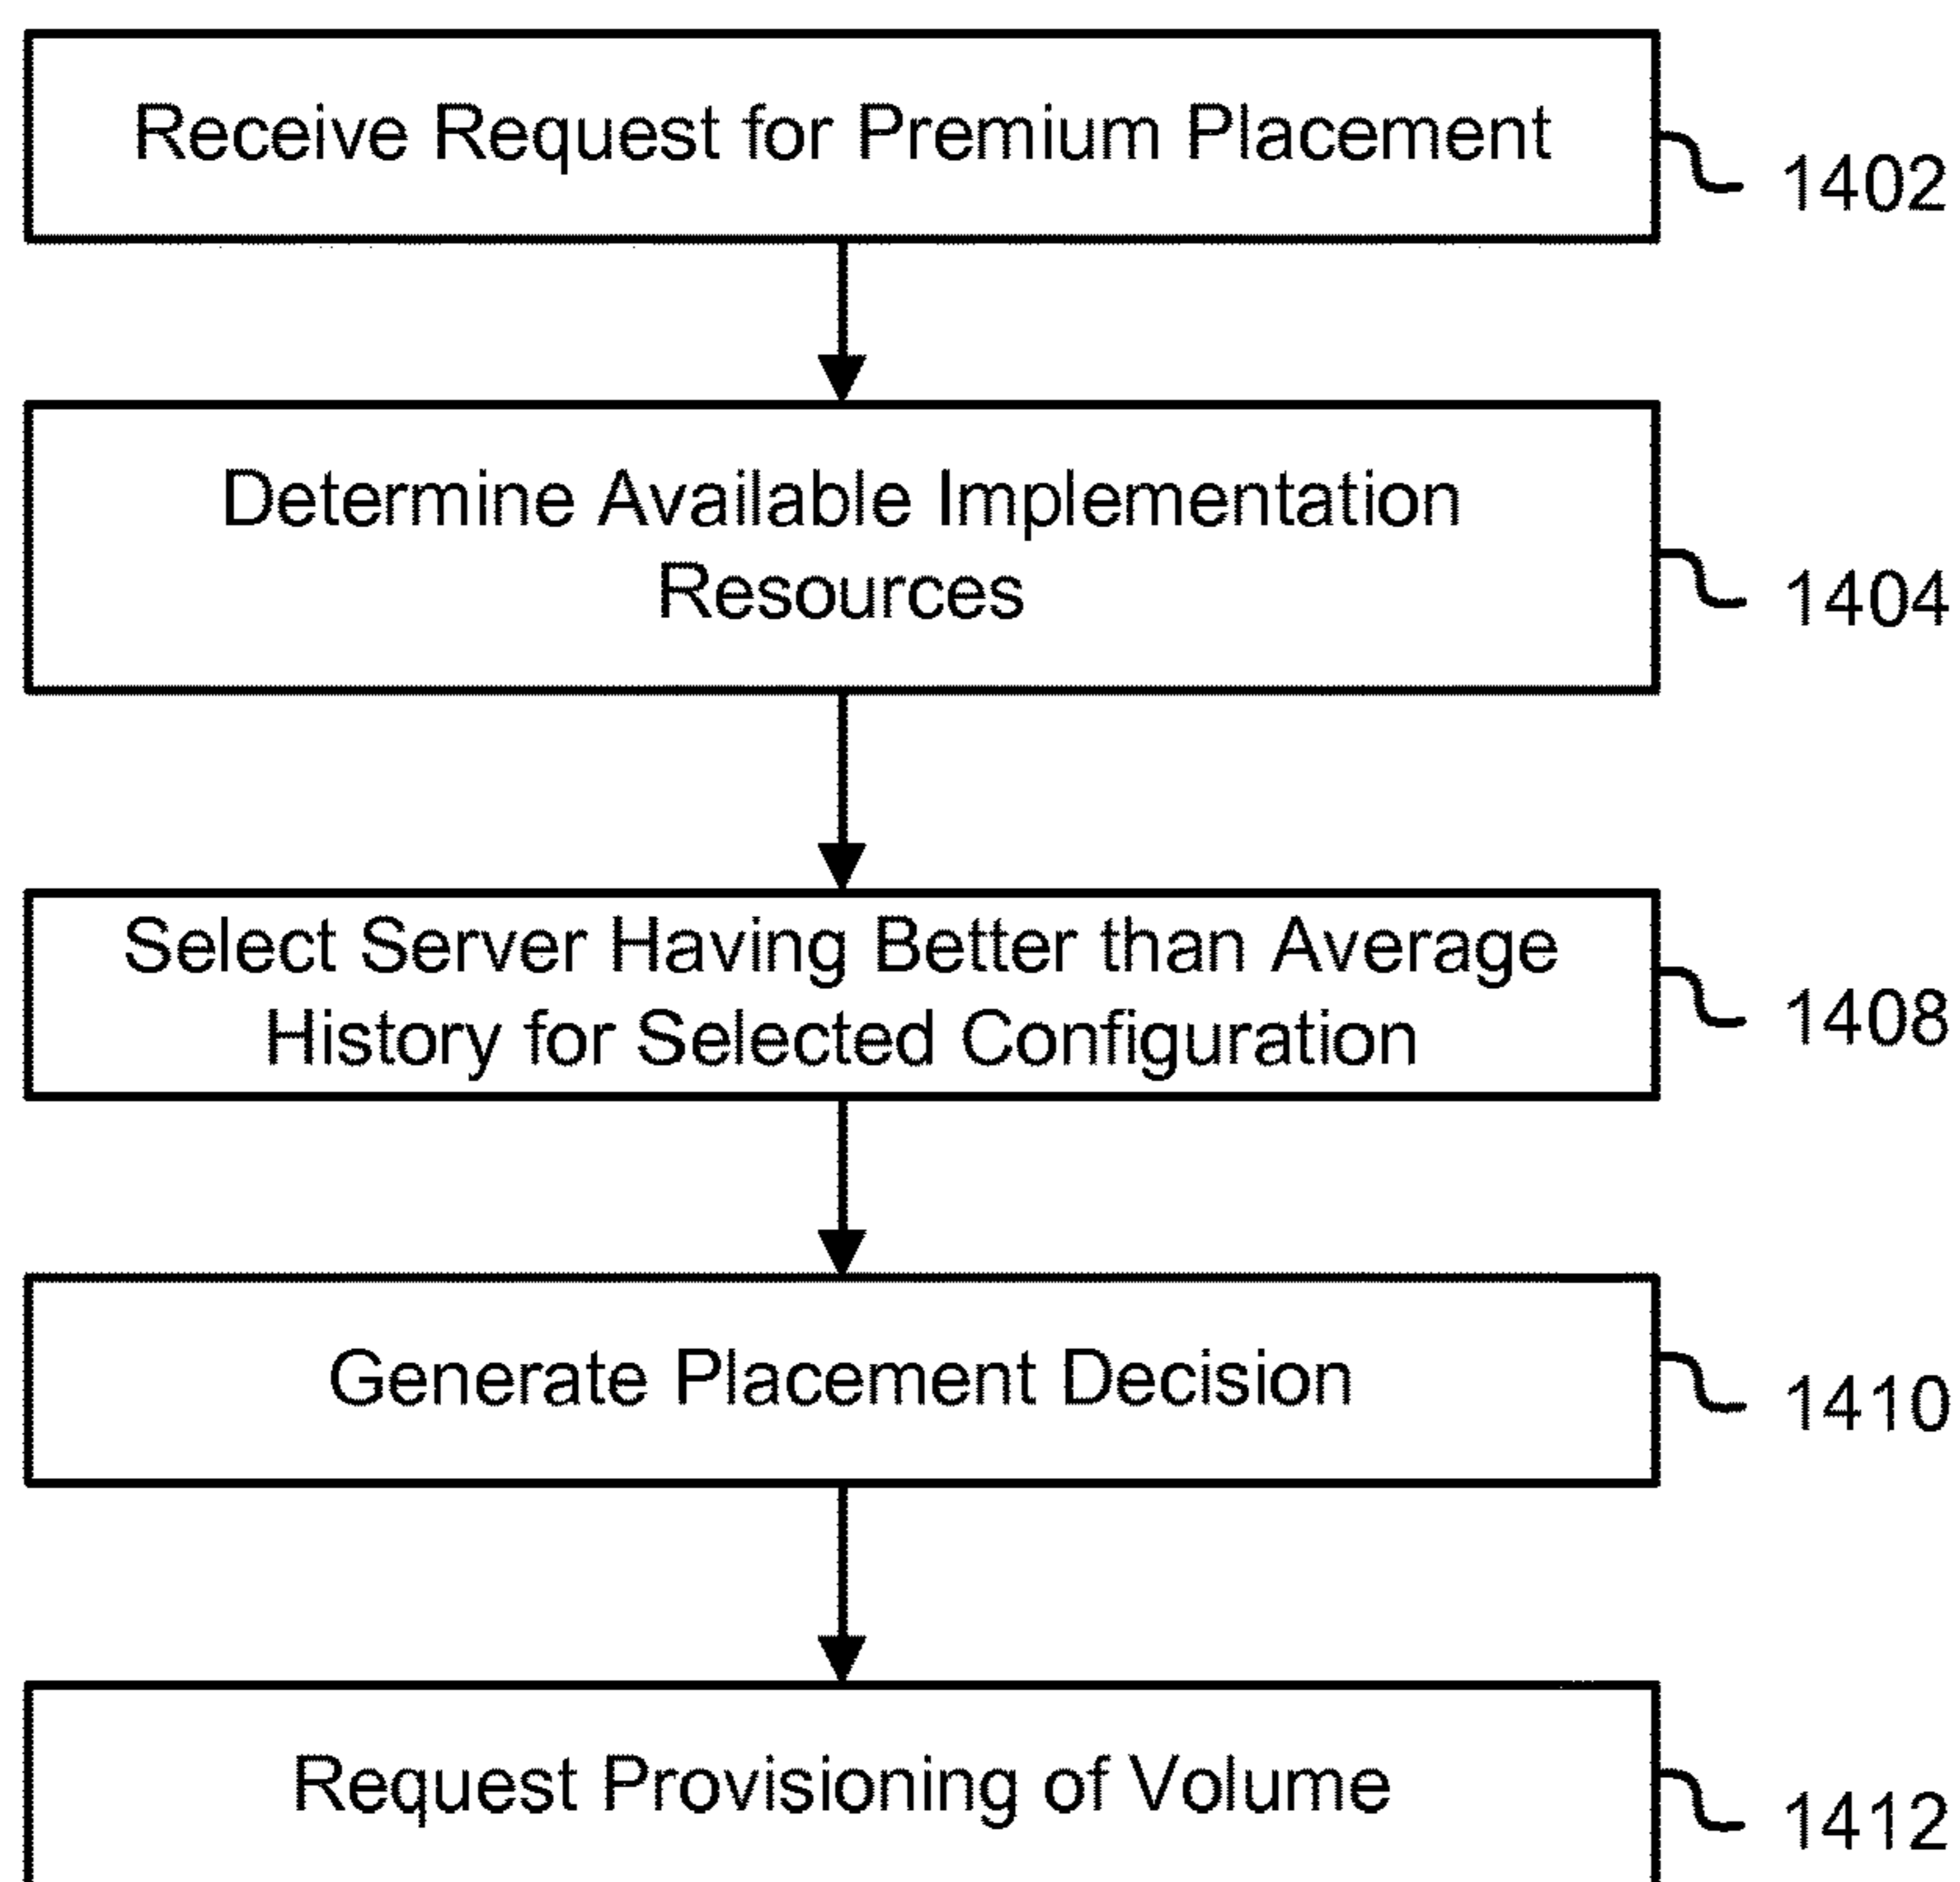 Receive Request for Premium Placement
1402
Determine Available Implementation
Resources
1404
Select Server Having Better than Average
History for Selected Configuration
1408
Generate Placement Decision
1410
Request Provisioning of Volume
1412